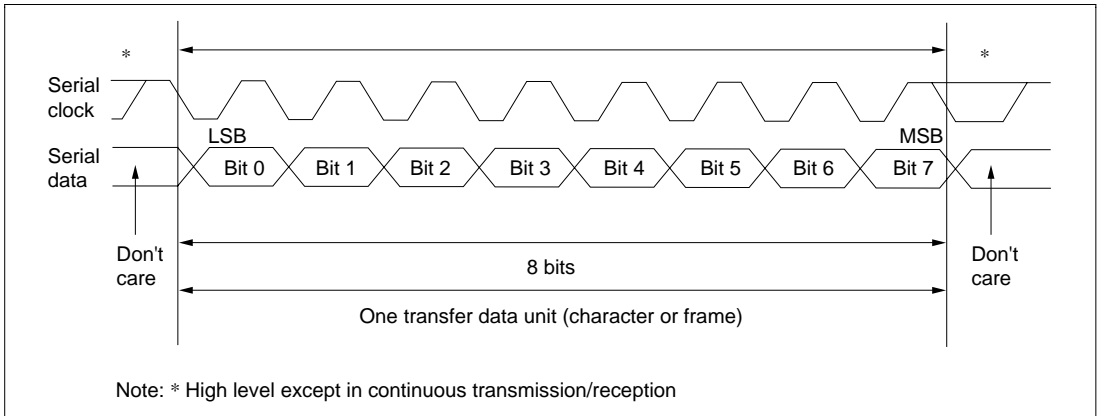 * *
Serial
clock
LSB MSB
Serial
data
Bit 0 Bit 1 Bit 2 Bit 3 Bit 4 Bit 5 Bit 6 Bit 7
Don't
care
Don't
care
8 bits
One transfer data unit (character or frame)
Note: * High level except in continuous transmission/reception